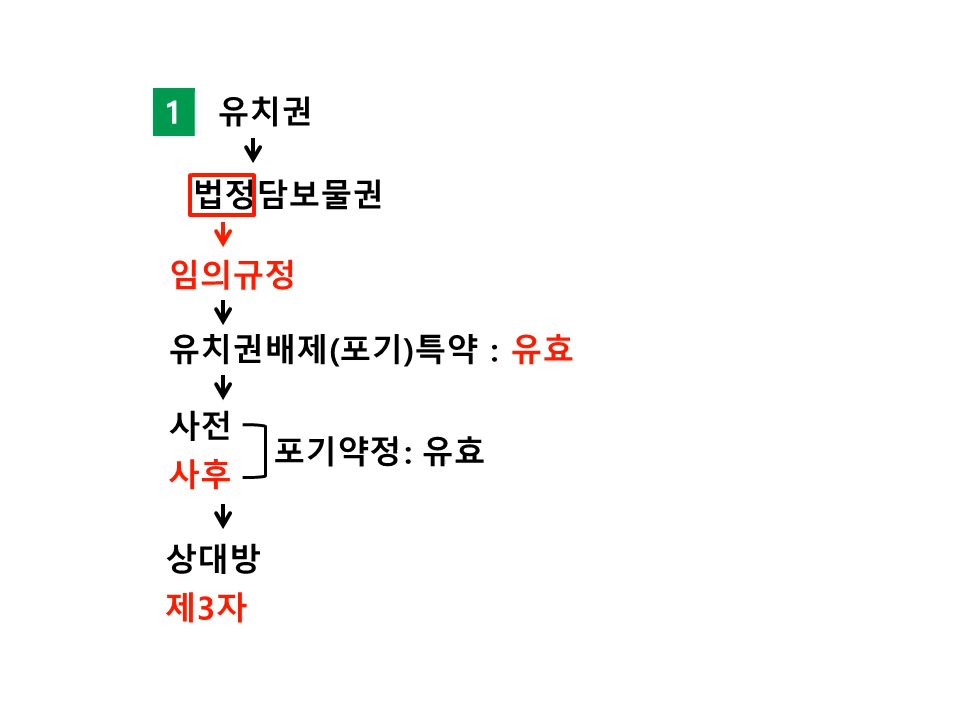 1 유치권
법정담보물권
임의규정
유치권배제(포기)특약 : 유효
사전
포기약정: 유효
사후
상대방
제3자